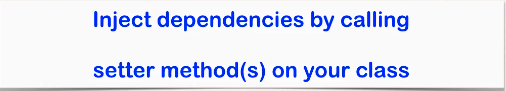 Inject dependencies by calling
setter method(s) on your class